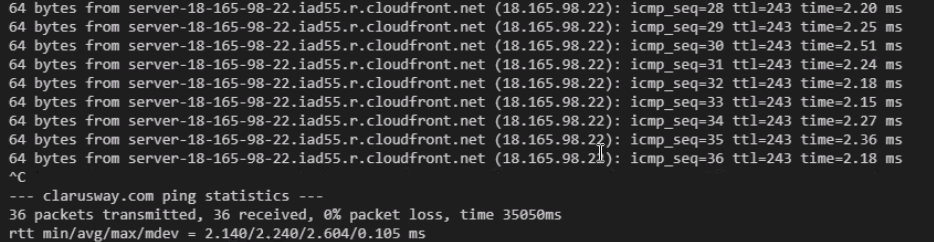 64 bytes from server-18-165-98-22.iad55.r.cloudfront.net (18.165.98.22): icmp_seq=28 ttl=243 time=2.20 ms
64 bytes from server-18-165-98-22.iad55.r.cloudfront.net (18.165.98.22): icmp_seq=29 ttl=243 time=2.25 ms
64 bytes from server-18-165-98-22.iad55.r.cloudfront.net (18.165.98.22): icmp_seq=30 ttl=243 time=2.51 ms
64 bytes from server-18-165-98-22.iad55.r.cloudfront.net (18.165.98.22): icmp_seq=31 ttl=243 time=2.24 ms
64 bytes from server-18-165-98-22.iad55.r.cloudfront.net (18.165.98.22): icmp_seq=32 ttl=243 time=2.18 ms
64 bytes from server-18-165-98-22.iad55.r.cloudfront.net (18.165.98.22): icmp_seq=33 ttl=243 time=2.15 ms
64 bytes from server-18-165-98-22.iad55.r.cloudfront.net (18.165.98.22): icmp_seq=34 ttl=243 time=2.27 ms
64 bytes from server-18-165-98-22.iad55.r.cloudfront.net (18.165.98.22): icmp_seq=35 ttl=243 time=2.36 ms
64 bytes from server-18-165-98-22.iad55.r.cloudfront.net (18.165.98.22): icmp_seq=36 ttl=243 time=2.18 ms
^C
--- clarusway.com ping statistics ---
36 packets transmitted, 36 received, 0% packet loss, time 35050ms
rtt min/avg/max/mdev = 2.140/2.240/2.604/0.105 ms